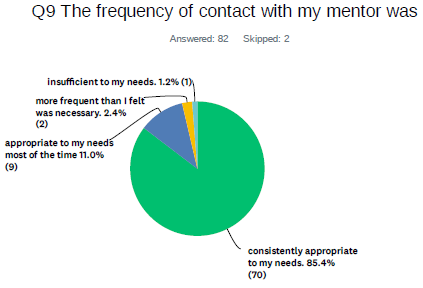 Q9 The frequency of contact with my mentor was
Answered: 82 Skipped: 2
insufficient to my needs. 1.2% (1)
more frequent than I felt
was necessary. 2.4%
(2)
appropriate to my needs
most of the time 11.0%
(9)
consistently appropriate
to my needs. 85.4%
(70)